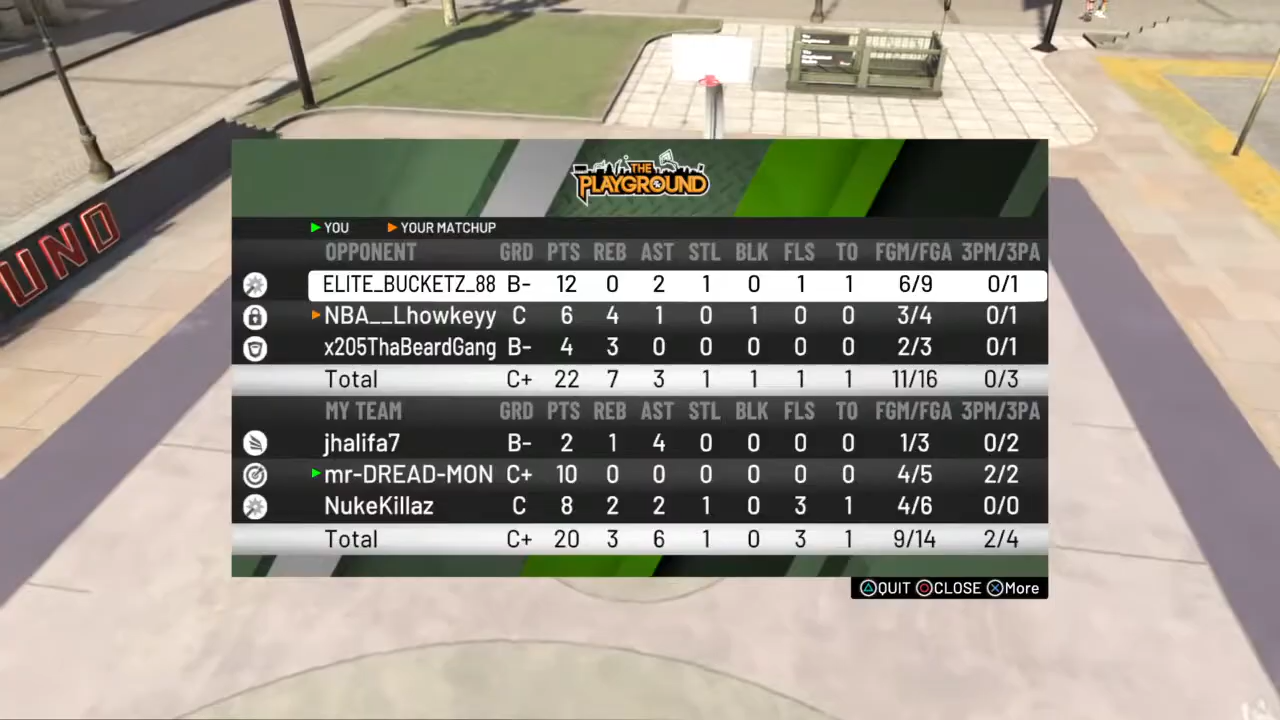 THE
PLAYGROUND
UND
YOU YOUR MATCHUP
OPPONENT GRD PTS REB AST STL BLK FLS TO FGM/FGA 3PM/3PA
ELITE_BUCKETZ_88 B- 12 0 2 1 0 1 1 6/9 0/1
NBA__Lhowkeyy C 6 4 1 0 1 0 0 3/4 0/1
x205ThaBeardGang B- 4 3 0 0 0 0 0 2/3 0/1
Total C+ 22 7 3 1 1 1 1 11/16 0/3
MY TEAM GRD PTS REB AST STL BLK FLS TO FGM/FGA 3PM/3PA
jhalifa7 B- 2 1 4 0 0 0 0 1/3 0/2
mr-DREAD-MON C+ 10 0 0 0 0 0 0 4/5 2/2
NukeKillaz C 8 2 2 1 0 3 1 4/6 0/0
Total C+ 20 3 6 1 0 3 1 9/14 2/4
QUIT CLOSE More